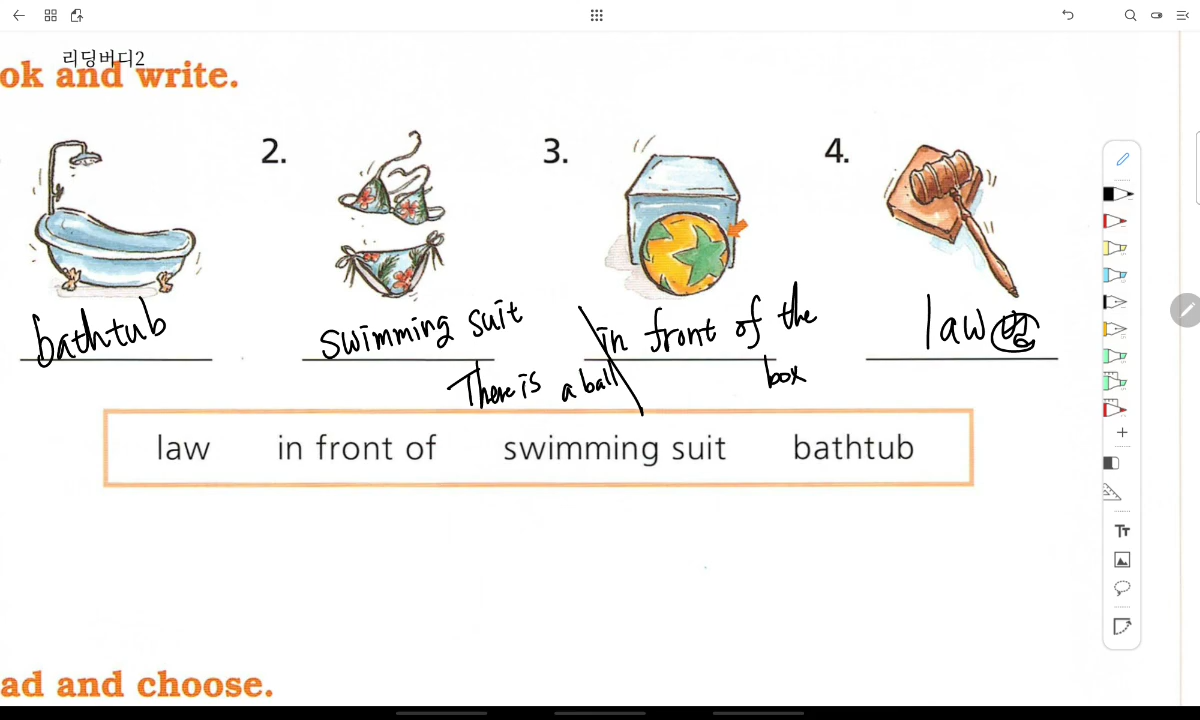 리딩버디2
ok and write.
2.
3.
4.
bathtub
swimming suit
in front of the
box
law 법
There is a ball
law in front of swimming suit bathtub
Tт
ad and choose.